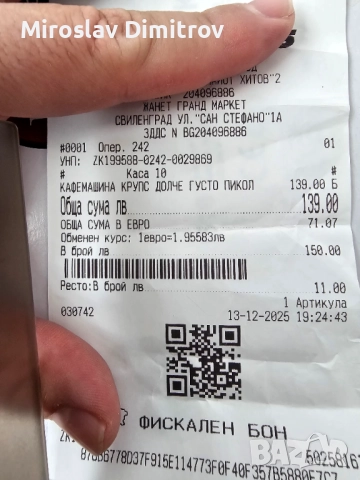 Miroslav Dimitrov
ХИТОВ"2
204096886
ЖАНЕТ ГРАНД МАРКЕТ
СВИЛЕНГРАД УЛ."САН СТЕФАНО"1А
ЗДДС N BG204096886
#0001 Опер. 242 01
УНП: ZK199588-0242-0029869
# Каса 10 #
КАФЕМАШИНА КРУПС ДОЛЧЕ ГУСТО ПИКОЛ 139.00 Б
Обща сума лв 139.00
ОБЩА СУМА В ЕВРО 71.07
Обменен курс: 1евро=1.95583лв
В брой лв 150.00
Ресто:В брой лв 11.00
1 Артикула
030742 13-12-2025 19:24:43
ФИСКАЛЕН БОН
bazar